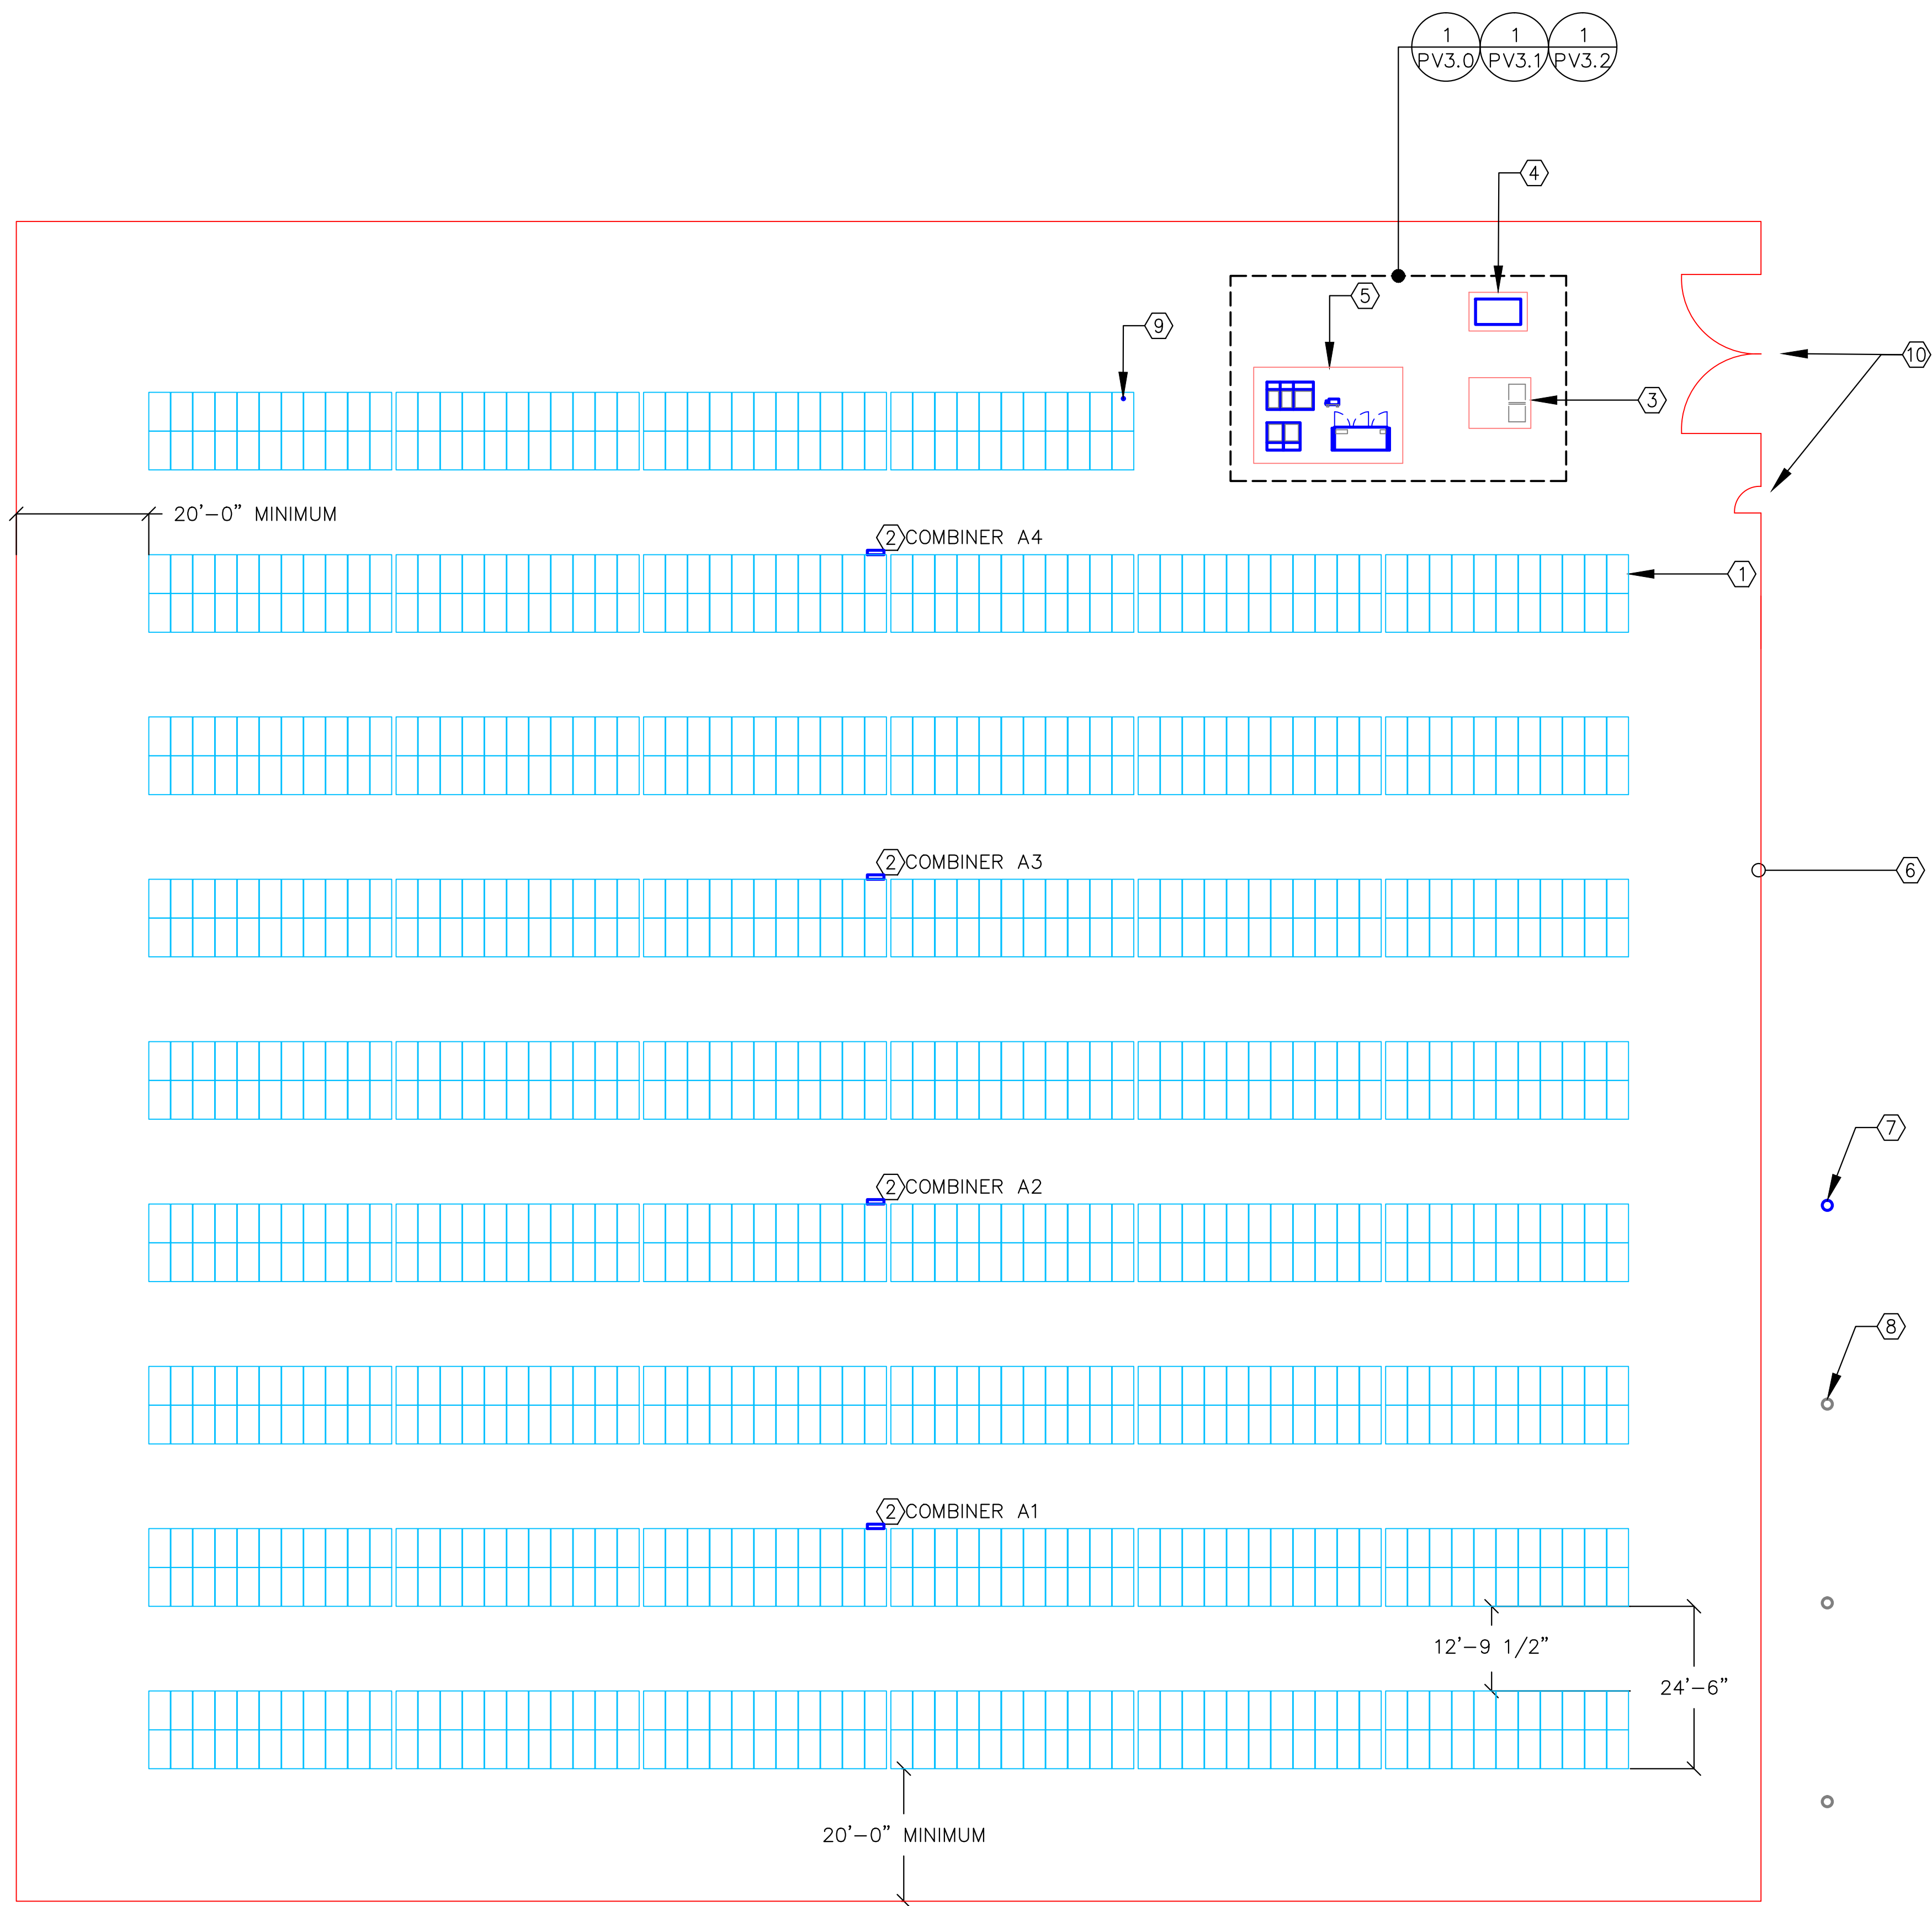 1 1 1
PV3.0 PV3.1 PV3.2
4
5
9
10
3
20'-0" MINIMUM
2 COMBINER A4
1
2 COMBINER A3
6
7
2 COMBINER A2
8
2 COMBINER A1
12'-9 1/2"
24'-6"
20'-0" MINIMUM